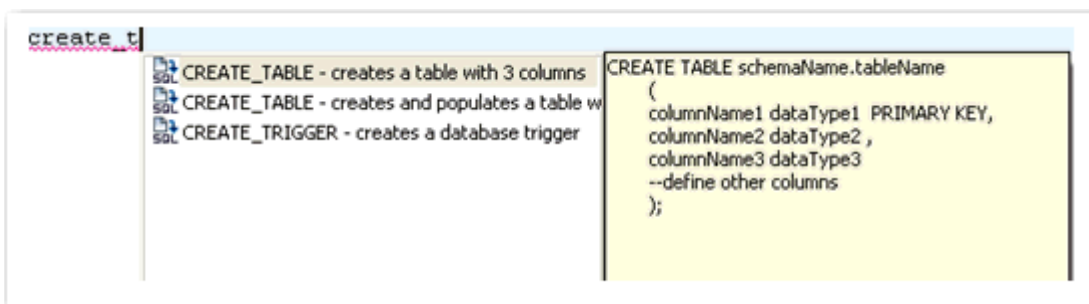 create_t
CREATE_TABLE - creates a table with 3 columns
CREATE_TABLE - creates and populates a table w
CREATE_TRIGGER - creates a database trigger
CREATE TABLE schemaName.tableName
(
columnName1 dataType1 PRIMARY KEY,
columnName2 dataType2 ,
columnName3 dataType3
--define other columns
);